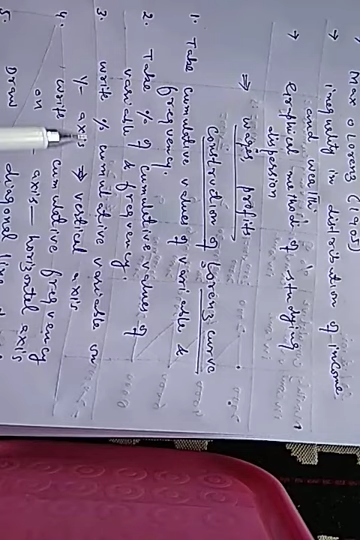 Max O Lorenz (1905)
→ inequality in distribution of income
and wealth
→ Graphical method of studying
dispersion
⇒ wages, profits
Construction of Lorenz curve
1. Take cumulative values of variable &
frequency.
2. Take % of cumulative values of
variable & frequency.
3. write % cumulative variable on
Y- axis ⇒ vertical axis
4. write cumulative frequency
on - axis — horizontal axis
5. Draw diagonal line